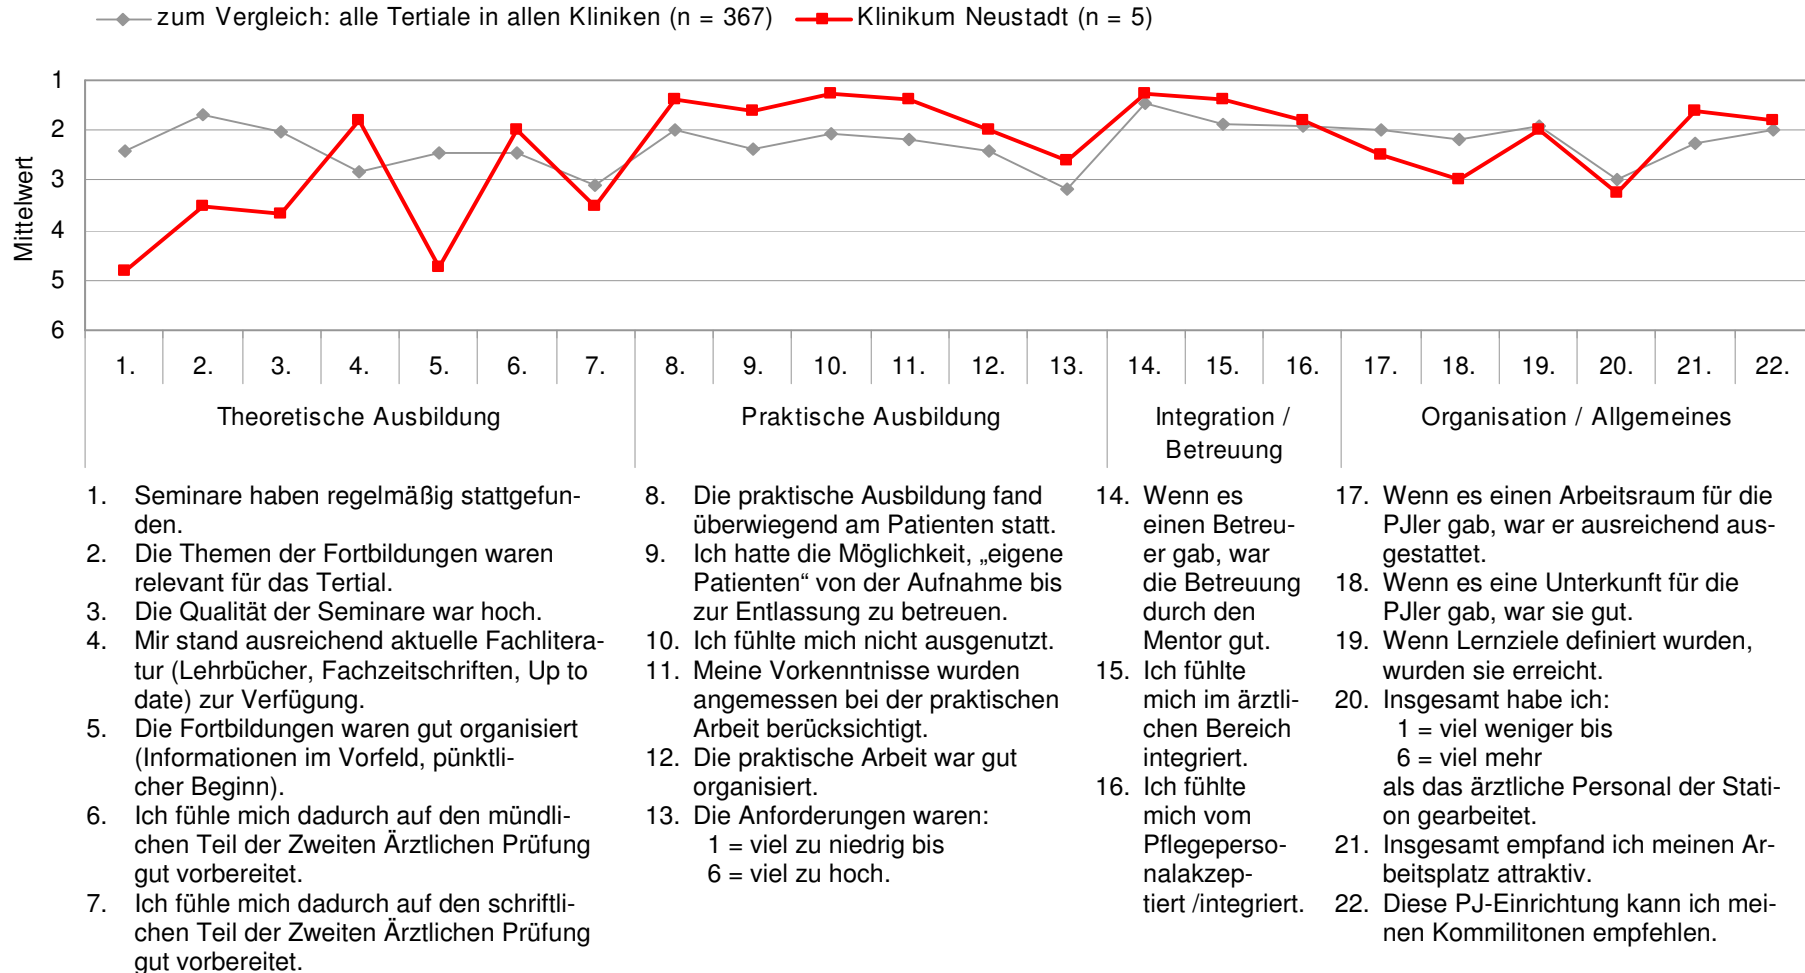 zum Vergleich: alle Tertiale in allen Kliniken (n = 367) Klinikum Neustadt (n = 5)
Mittelwert
1
2
3
4
5
6
1. 2. 3. 4. 5. 6. 7. 8. 9. 10. 11. 12. 13. 14. 15. 16. 17. 18. 19. 20. 21. 22.
Theoretische Ausbildung
Praktische Ausbildung
Integration /
Betreuung
Organisation / Allgemeines
1. Seminare haben regelmäßig stattgefun-
den.
2. Die Themen der Fortbildungen waren
relevant für das Tertial.
3. Die Qualität der Seminare war hoch.
4. Mir stand ausreichend aktuelle Fachlitera-
tur (Lehrbücher, Fachzeitschriften, Up to
date) zur Verfügung.
5. Die Fortbildungen waren gut organisiert
(Informationen im Vorfeld, pünktli-
cher Beginn).
6. Ich fühle mich dadurch auf den mündli-
chen Teil der Zweiten Ärztlichen Prüfung
gut vorbereitet.
7. Ich fühle mich dadurch auf den schriftli-
chen Teil der Zweiten Ärztlichen Prüfung
gut vorbereitet.
8. Die praktische Ausbildung fand
überwiegend am Patienten statt.
9. Ich hatte die Möglichkeit, „eigene
Patienten“ von der Aufnahme bis
zur Entlassung zu betreuen.
10. Ich fühlte mich nicht ausgenutzt.
11. Meine Vorkenntnisse wurden
angemessen bei der praktischen
Arbeit berücksichtigt.
12. Die praktische Arbeit war gut
organisiert.
13. Die Anforderungen waren:
1 = viel zu niedrig bis
6 = viel zu hoch.
14. Wenn es
einen Betreu-
er gab, war
die Betreuung
durch den
Mentor gut.
15. Ich fühlte
mich im ärztli-
chen Bereich
integriert.
16. Ich fühlte
mich vom
Pflegeperso-
nalakzep-
tiert /integriert.
17. Wenn es einen Arbeitsraum für die
PJler gab, war er ausreichend aus-
gestattet.
18. Wenn es eine Unterkunft für die
PJler gab, war sie gut.
19. Wenn Lernziele definiert wurden,
wurden sie erreicht.
20. Insgesamt habe ich:
1 = viel weniger bis
6 = viel mehr
als das ärztliche Personal der Stati-
on gearbeitet.
21. Insgesamt empfand ich meinen Ar-
beitsplatz attraktiv.
22. Diese PJ-Einrichtung kann ich mei-
nen Kommilitonen empfehlen.